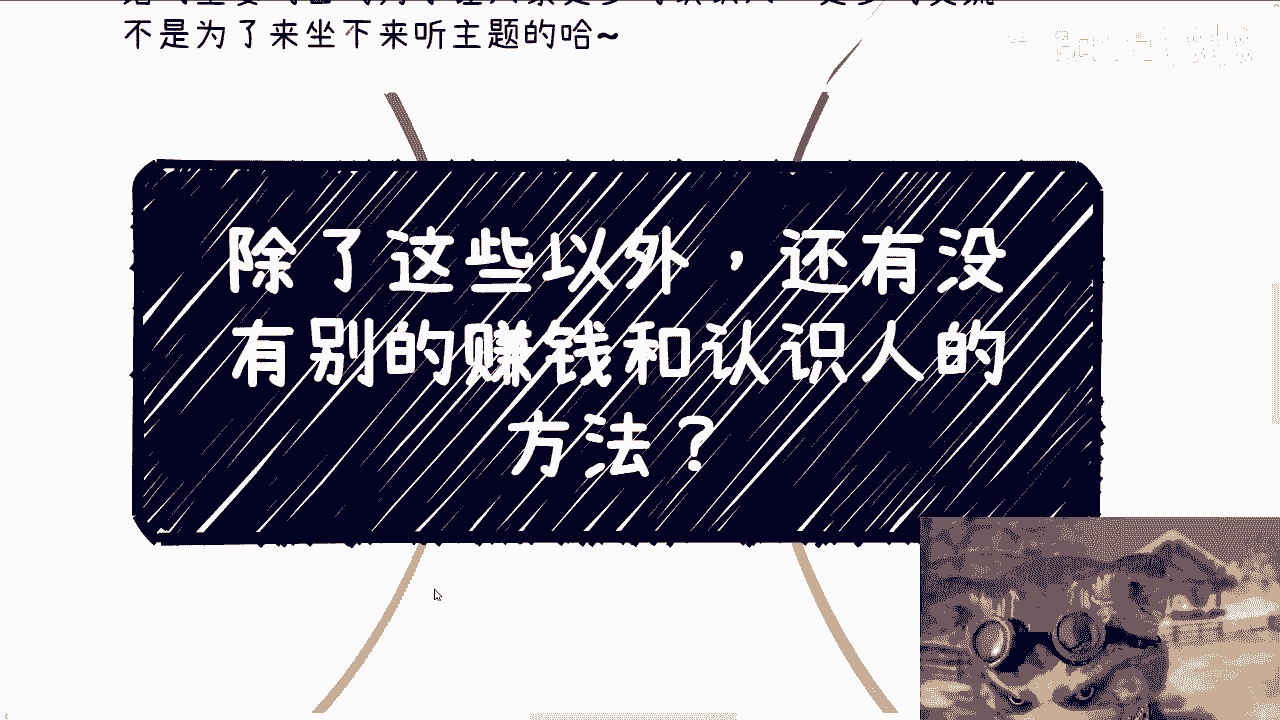 不是为了来坐下来听主题的哈~
除了这些以外，还有没
有别的赚钱和认识人的
方法？